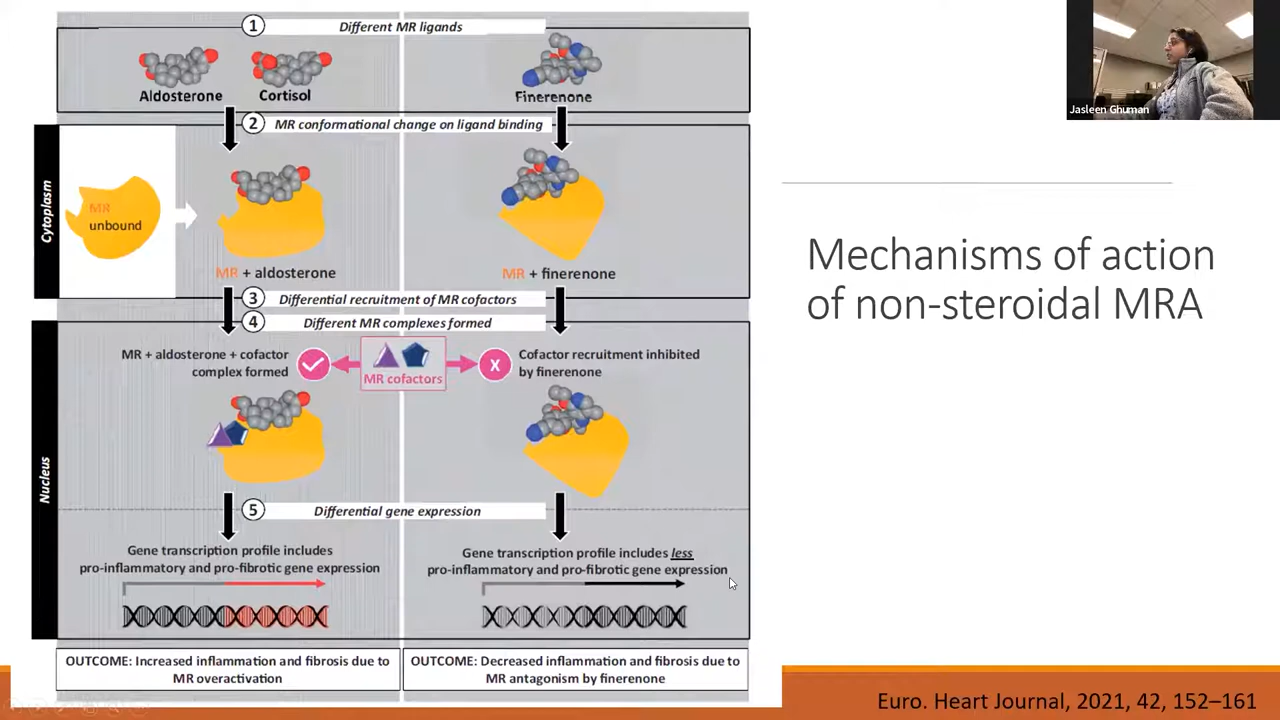 1 Different MR ligands
Aldosterone Cortisol Finerenone
2 MR conformational change on ligand binding
Cytoplasm
MR
unbound
MR + aldosterone
MR + finerenone
3 Differential recruitment of MR cofactors
4 Different MR complexes formed
Nucleus
MR + aldosterone + cofactor
complex formed
MR cofactors
X
Cofactor recruitment inhibited
by finerenone
5 Differential gene expression
Gene transcription profile includes
pro-inflammatory and pro-fibrotic gene expression
Gene transcription profile includes less
pro-inflammatory and pro-fibrotic gene expression
OUTCOME: Increased inflammation and fibrosis due to
MR overactivation
OUTCOME: Decreased inflammation and fibrosis due to
MR antagonism by finerenone
Jasleen Ghuman
Mechanisms of action
of non-steroidal MRA
Euro. Heart Journal, 2021, 42, 152–161